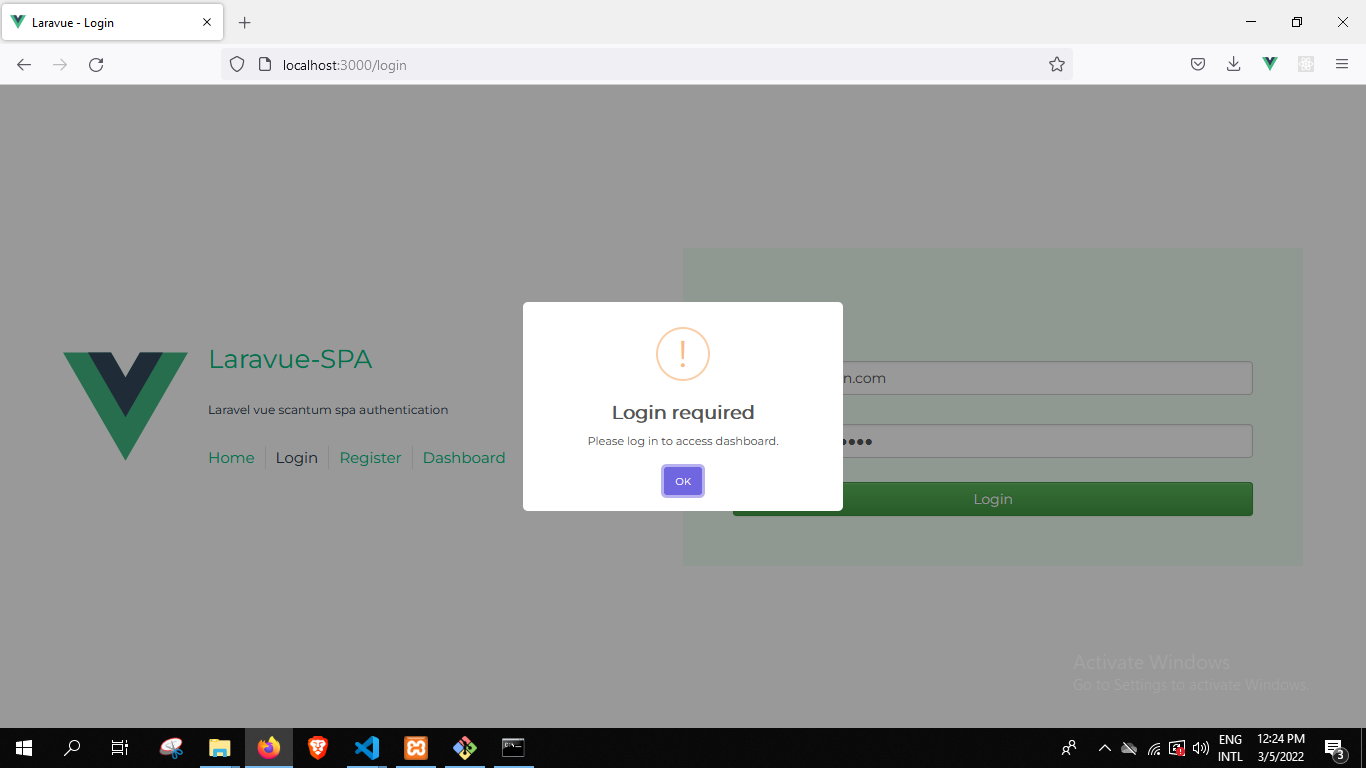 Laravue - Login
localhost:3000/login
Laravue-SPA
Laravel vue scantum spa authentication
Home
Login
Register
Dashboard
!
Login required
Please log in to access dashboard.
OK
n.com
Login
Activate Windows
Go to Settings to activate Windows.
ENG
INTL
12:24 PM
3/5/2022
3